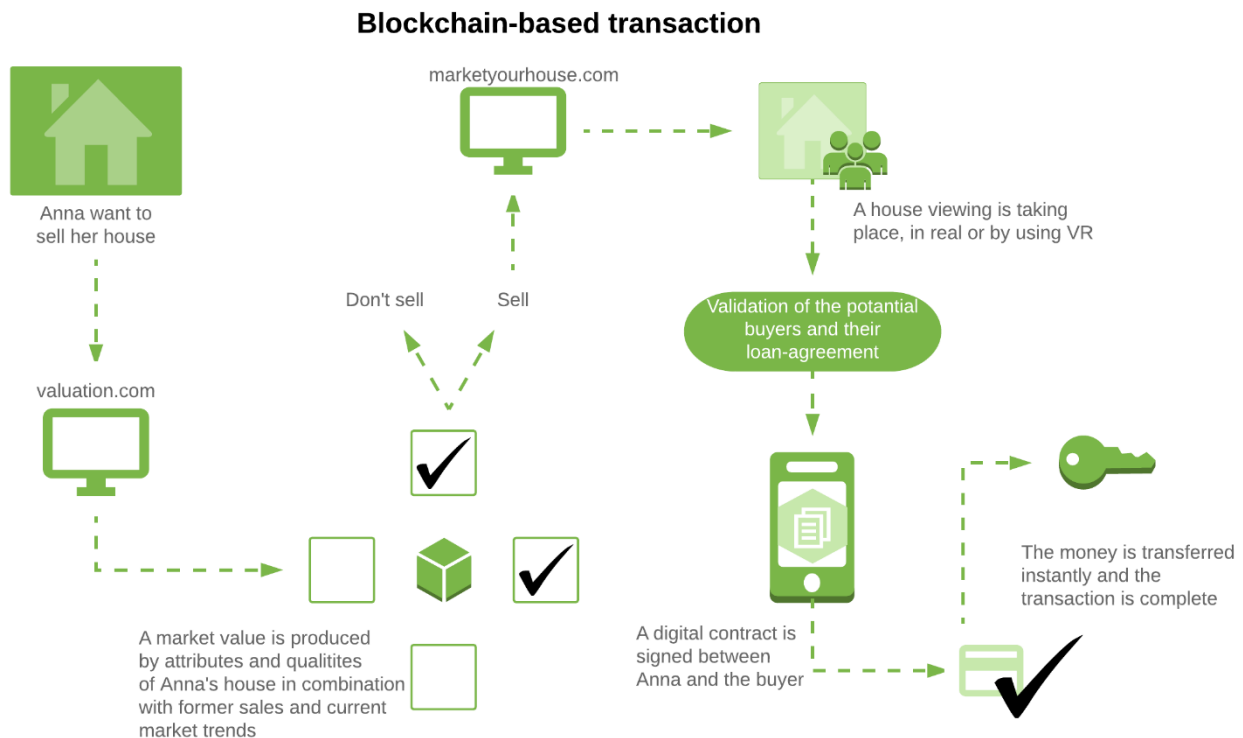 Blockchain-based transaction
Anna want to
sell her house
valuation.com
A market value is produced
by attributes and qualitites
of Anna's house in combination
with former sales and current
market trends
Don't sell
Sell
marketyourhouse.com
A house viewing is taking
place, in real or by using VR
Validation of the potantial
buyers and their
loan-agreement
A digital contract is
signed between
Anna and the buyer
The money is transferred
instantly and the
transaction is complete